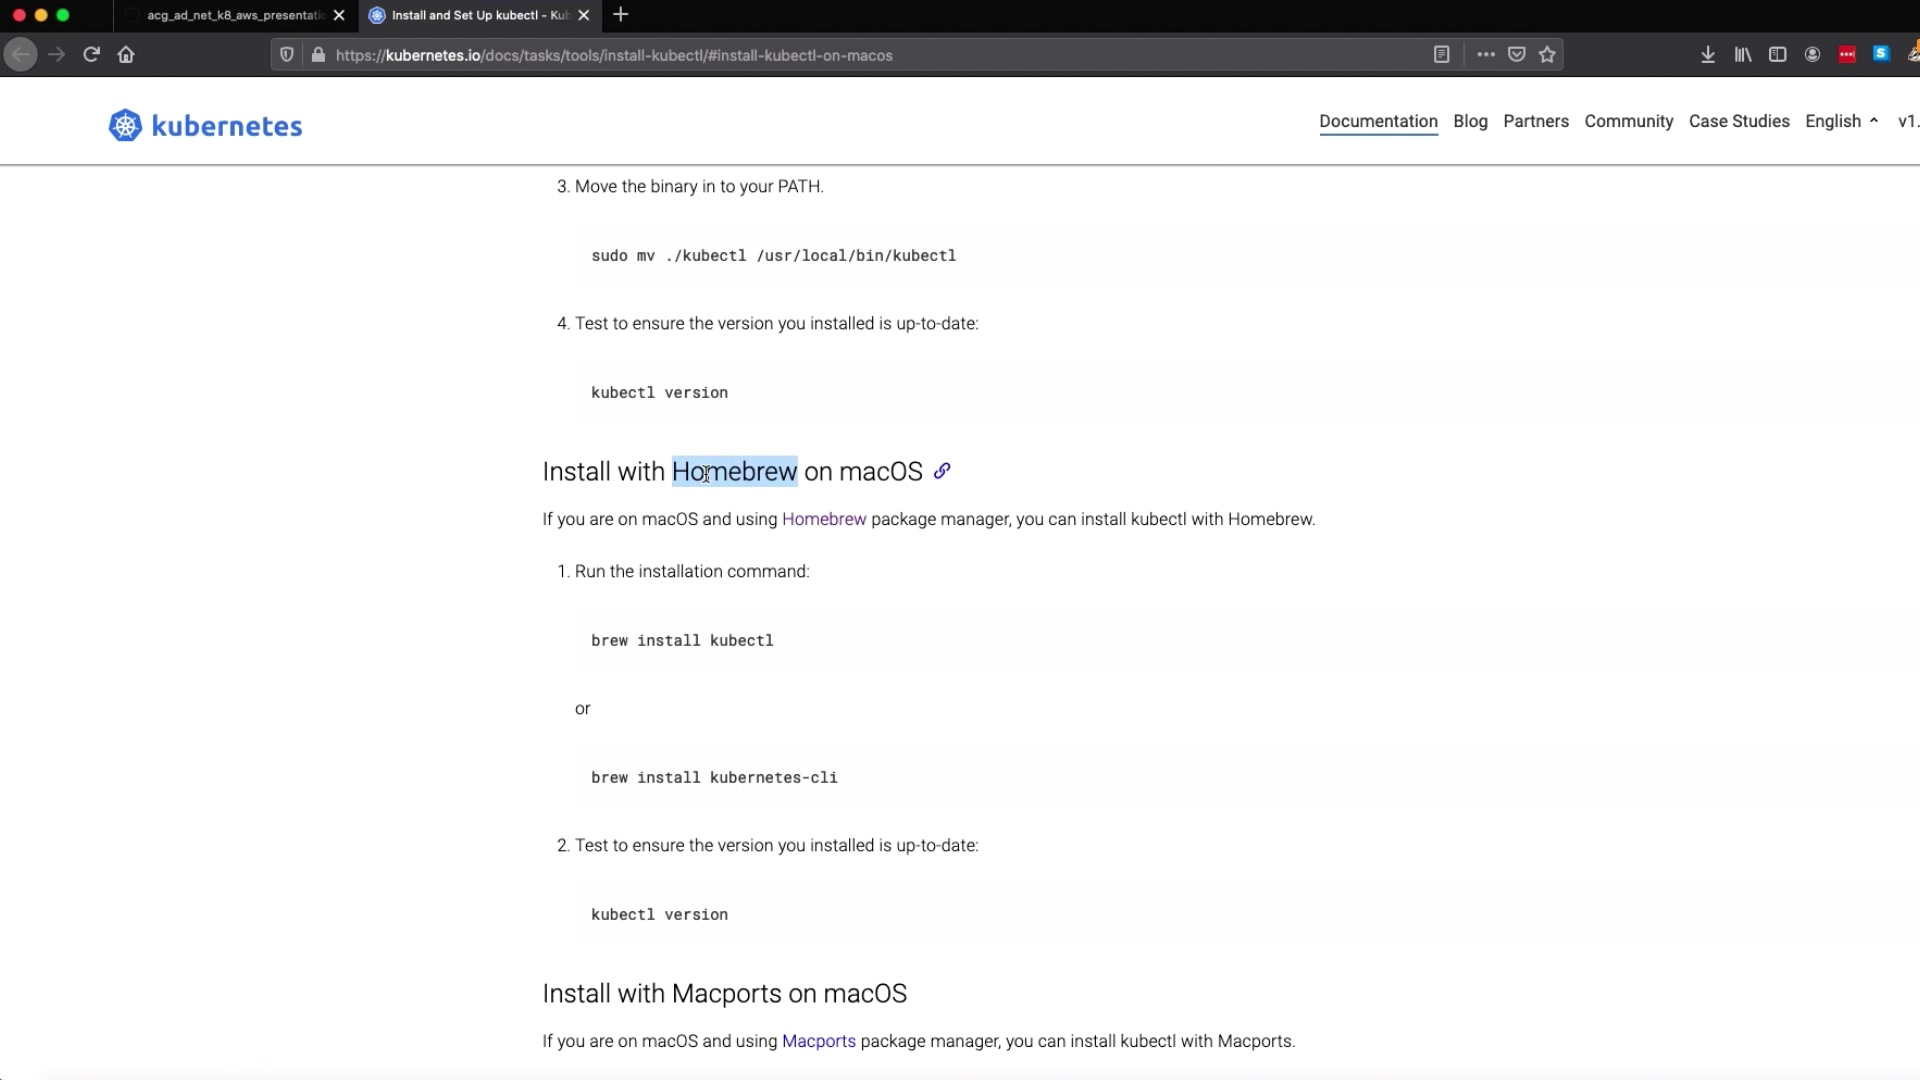 acg_ad_net_k8_aws_presentatio
Install and Set Up kubectl - Kub
https://kubernetes.io/docs/tasks/tools/install-kubectl/#install-kubectl-on-macos
kubernetes
Documentation Blog Partners Community Case Studies English v1.
3. Move the binary in to your PATH.
sudo mv ./kubectl /usr/local/bin/kubectl
4. Test to ensure the version you installed is up-to-date:
kubectl version
Install with Homebrew on macOS
If you are on macOS and using Homebrew package manager, you can install kubectl with Homebrew.
1. Run the installation command:
brew install kubectl
or
brew install kubernetes-cli
2. Test to ensure the version you installed is up-to-date:
kubectl version
Install with Macports on macOS
If you are on macOS and using Macports package manager, you can install kubectl with Macports.